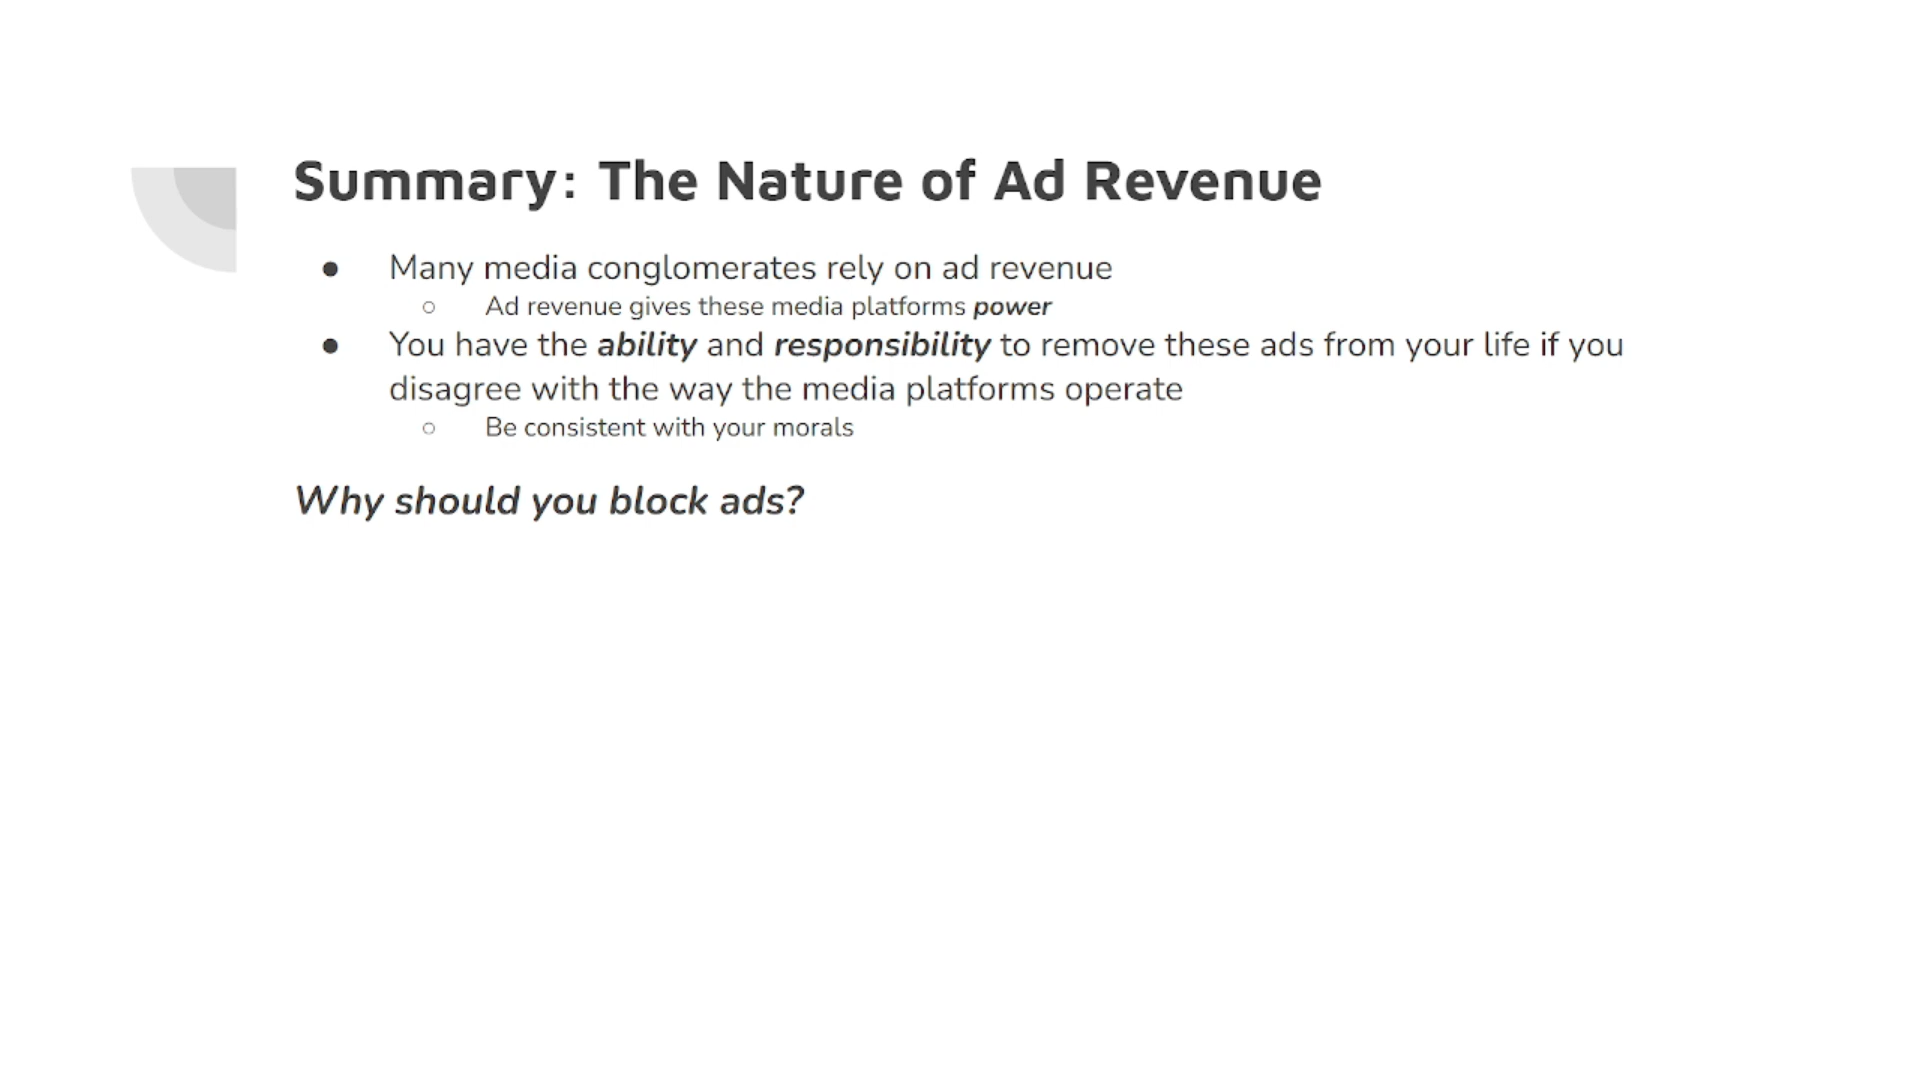 Summary: The Nature of Ad Revenue
● Many media conglomerates rely on ad revenue
○ Ad revenue gives these media platforms power
● You have the ability and responsibility to remove these ads from your life if you
disagree with the way the media platforms operate
○ Be consistent with your morals
Why should you block ads?